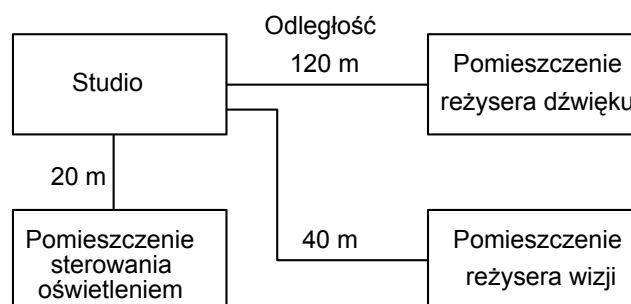 Odległość
Studio
120 m
Pomieszczenie
reżysera dźwięku
20 m
Pomieszczenie
sterowania
oświetleniem
40 m
Pomieszczenie
reżysera wizji